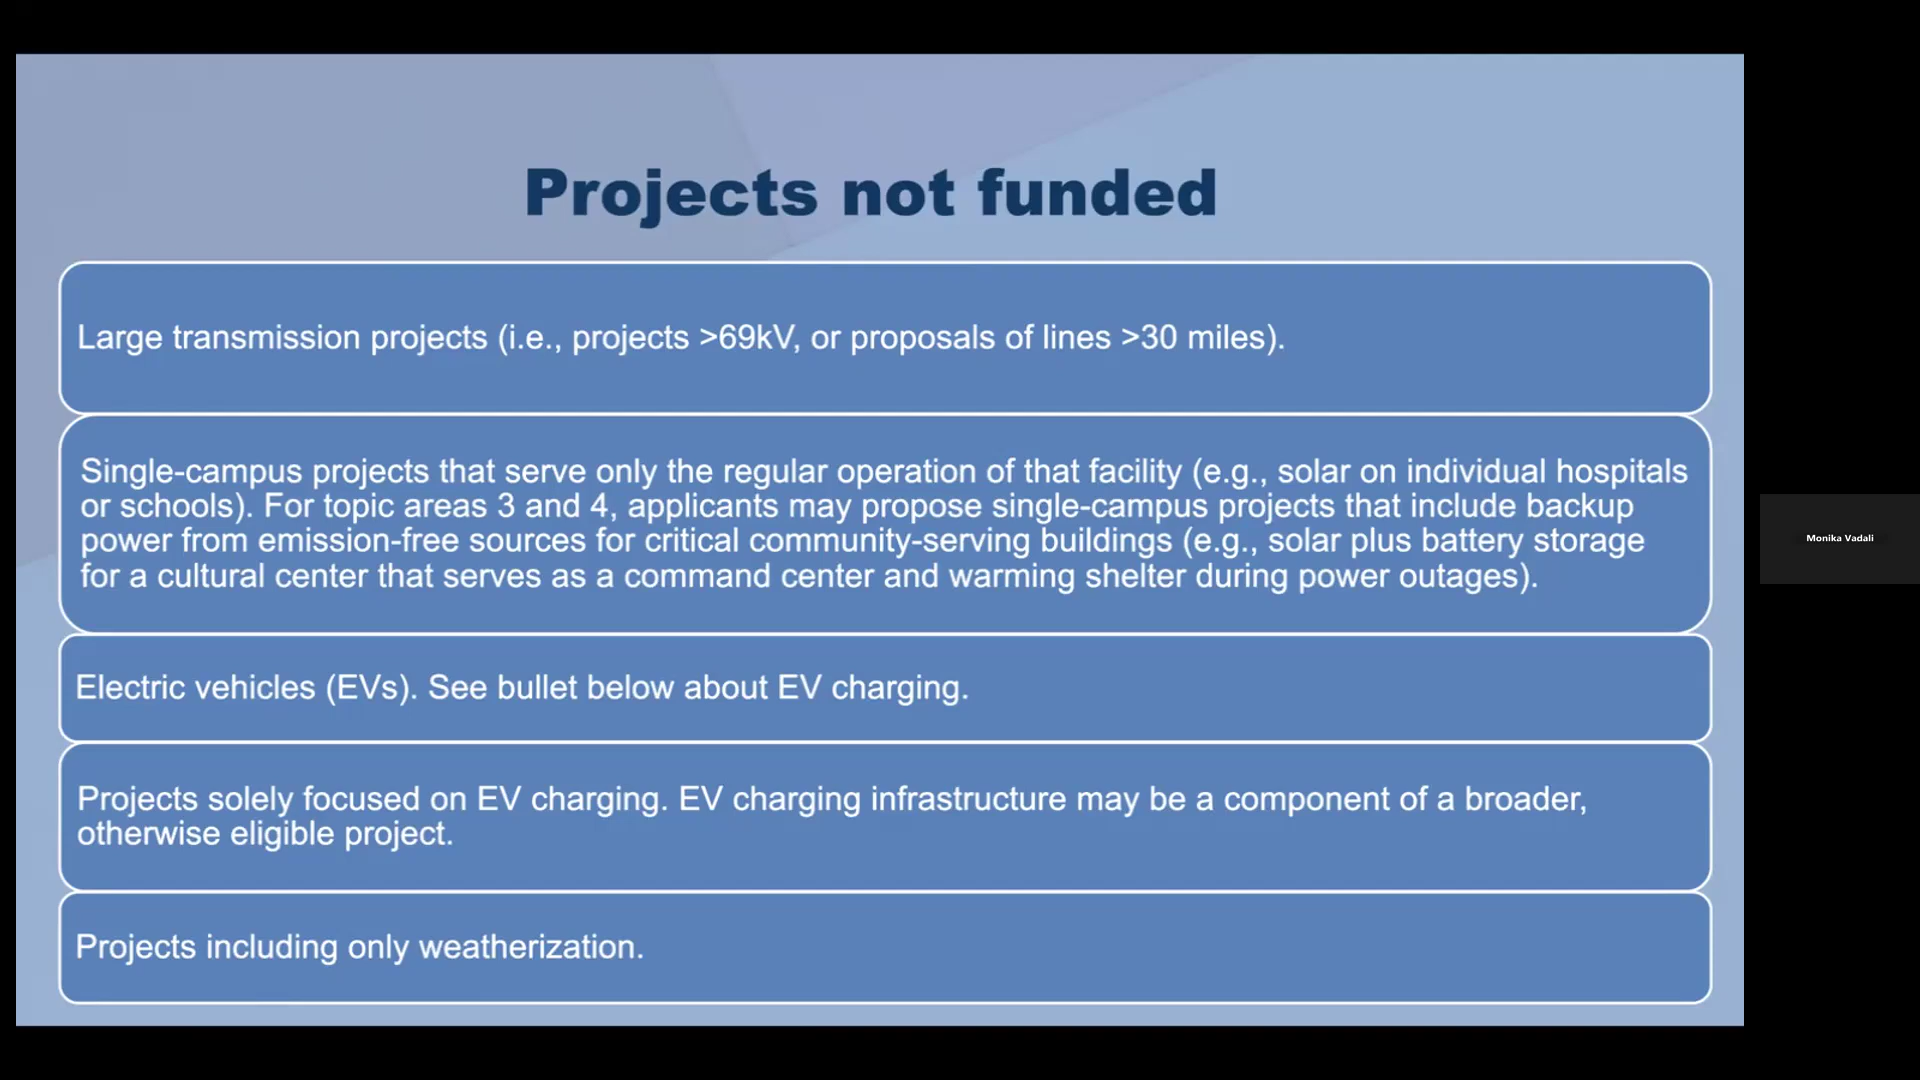 Projects not funded
Large transmission projects (i.e., projects >69kV, or proposals of lines >30 miles).
Single-campus projects that serve only the regular operation of that facility (e.g., solar on individual hospitals
or schools). For topic areas 3 and 4, applicants may propose single-campus projects that include backup
power from emission-free sources for critical community-serving buildings (e.g., solar plus battery storage
for a cultural center that serves as a command center and warming shelter during power outages).
Electric vehicles (EVs). See bullet below about EV charging.
Projects solely focused on EV charging. EV charging infrastructure may be a component of a broader,
otherwise eligible project.
Projects including only weatherization.
Monika Vadali